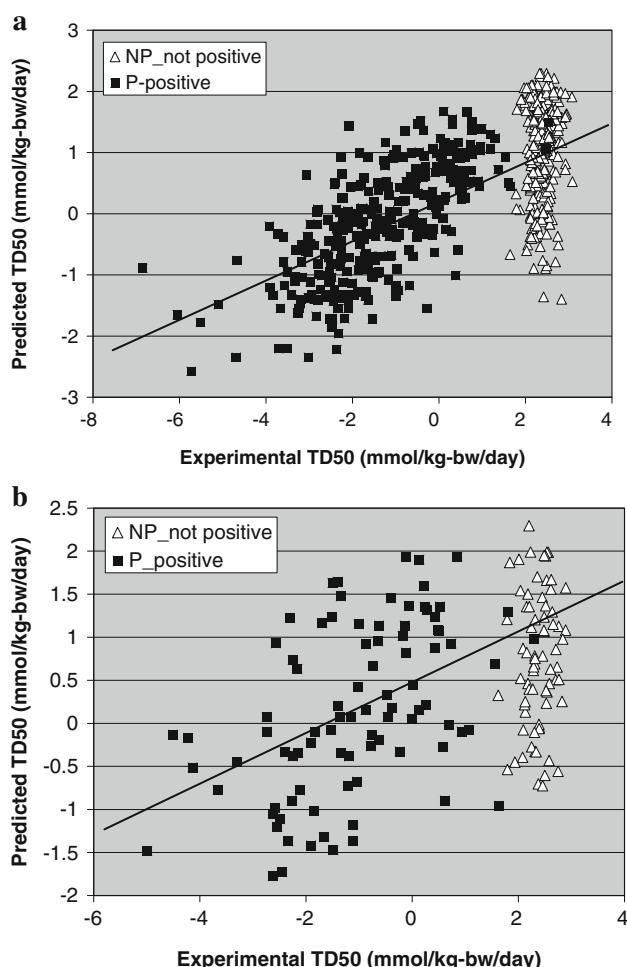 a
Predicted TD50 (mmol/kg-bw/day)
3
2
1
0
-1
-2
-3
NP_not positive
P-positive
-8 -6 -4 -2 0 2 4
Experimental TD50 (mmol/kg-bw/day)
b
Predicted TD50 (mmol/kg-bw/day)
2.5
2
1.5
1
0.5
0
-0.5
-1
-1.5
-2
NP_not positive
P_positive
-6 -4 -2 0 2 4
Experimental TD50 (mmol/kg-bw/day)